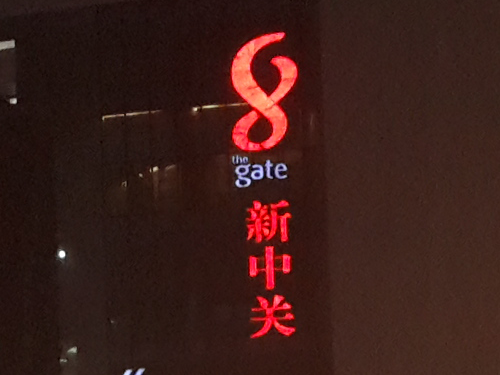 the
gate
新中关